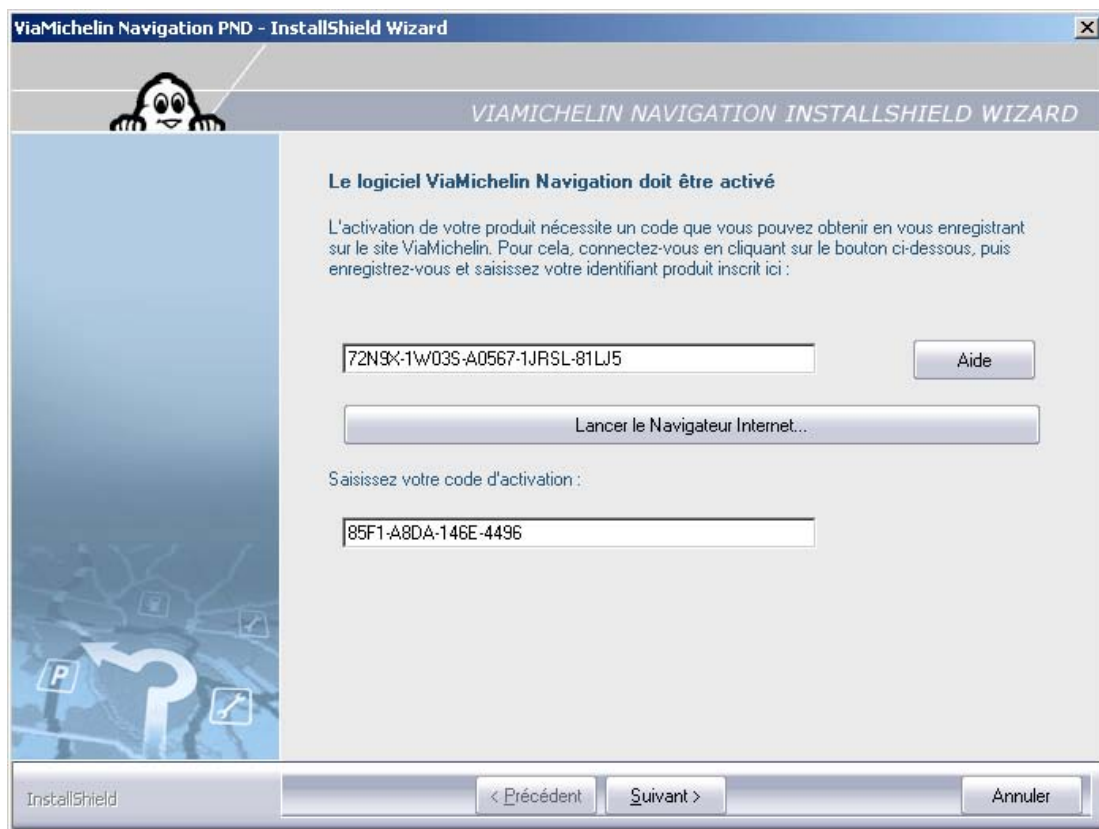 ViaMichelin Navigation PND - InstallShield Wizard
VIAMICHELIN NAVIGATION INSTALLSHIELD WIZARD
Le logiciel ViaMichelin Navigation doit être activé
L'activation de votre produit nécessite un code que vous pouvez obtenir en vous enregistrant
sur le site ViaMichelin. Pour cela, connectez-vous en cliquant sur le bouton ci-dessous, puis
enregistrez-vous et saisissez votre identifiant produit inscrit ici :
72N9X-1W03S-A0567-1JRSL-81LJ5
Aide
Lancer le Navigateur Internet...
Saisissez votre code d'activation :
85F1-A8DA-146E-4496
P
InstallShield
< Précédent
Suivant >
Annuler